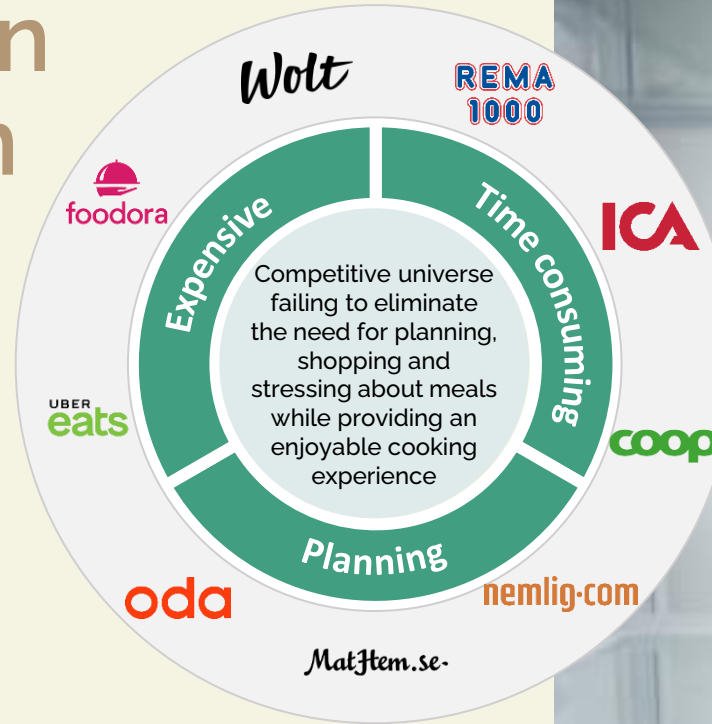 n
n
Wolt
REMA
1000
foodora
ICA
Expensive
Time consuming
Competitive universe
failing to eliminate
the need for planning,
shopping and
stressing about meals
while providing an
enjoyable cooking
experience
UBER
eats
coop
Planning
oda
nemlig.com
MatHem.se